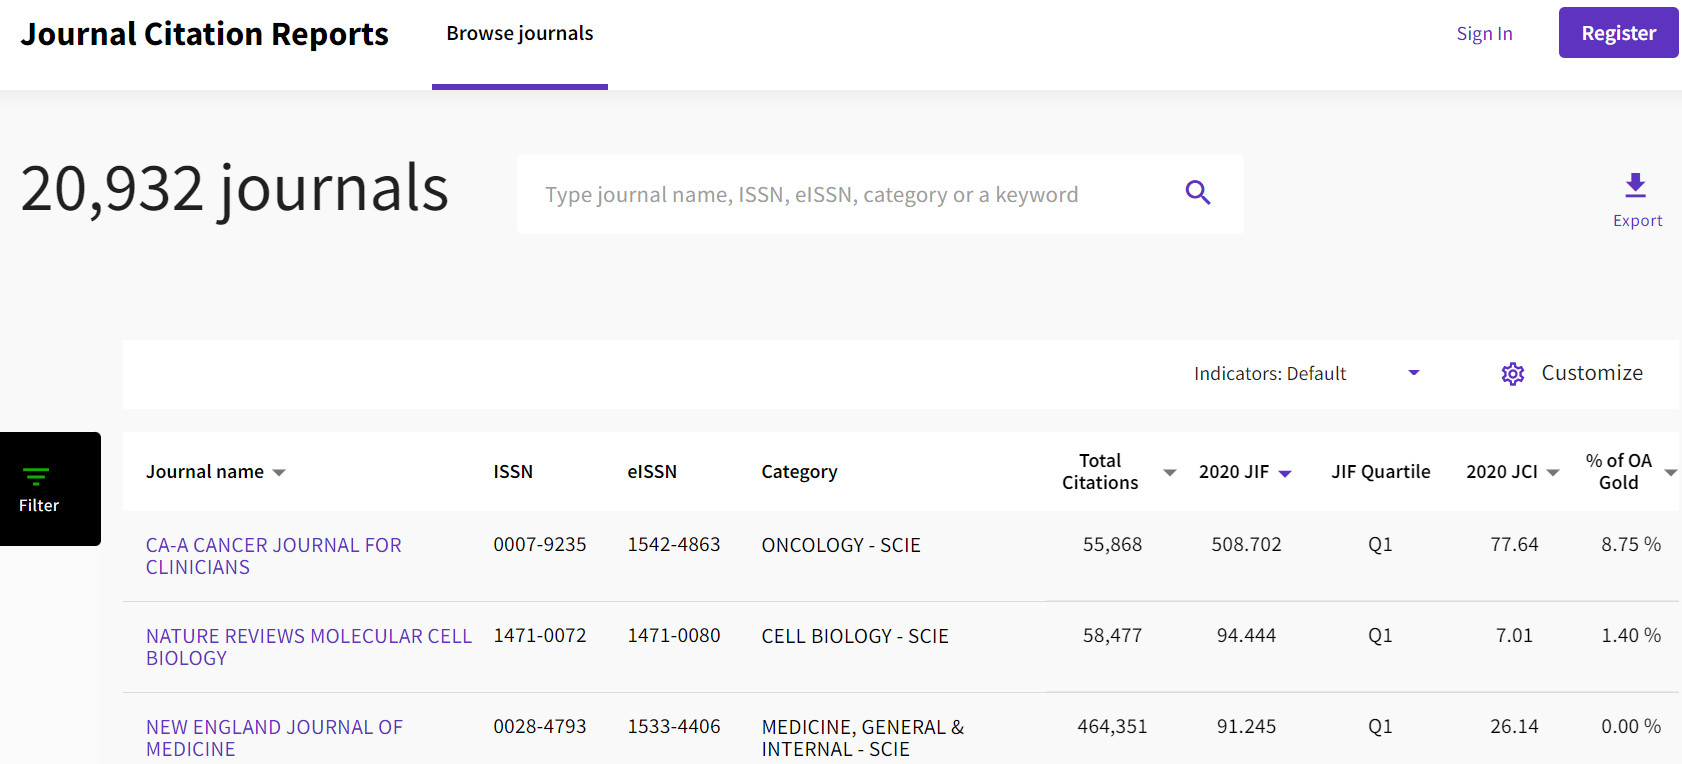 Journal Citation Reports Browse journals Sign In Register
20,932 journals Type journal name, ISSN, eISSN, category or a keyword
Export
Indicators: Default Customize
Filter
Journal name ISSN eISSN Category Total Citations 2020 JIF JIF Quartile 2020 JCI % of OA Gold
CA-A CANCER JOURNAL FOR 0007-9235 1542-4863 ONCOLOGY - SCIE 55,868 508.702 Q1 77.64 8.75 %
CLINICIANS
NATURE REVIEWS MOLECULAR CELL 1471-0072 1471-0080 CELL BIOLOGY - SCIE 58,477 94.444 Q1 7.01 1.40 %
BIOLOGY
NEW ENGLAND JOURNAL OF 0028-4793 1533-4406 MEDICINE, GENERAL & 464,351 91.245 Q1 26.14 0.00 %
MEDICINE INTERNAL - SCIE